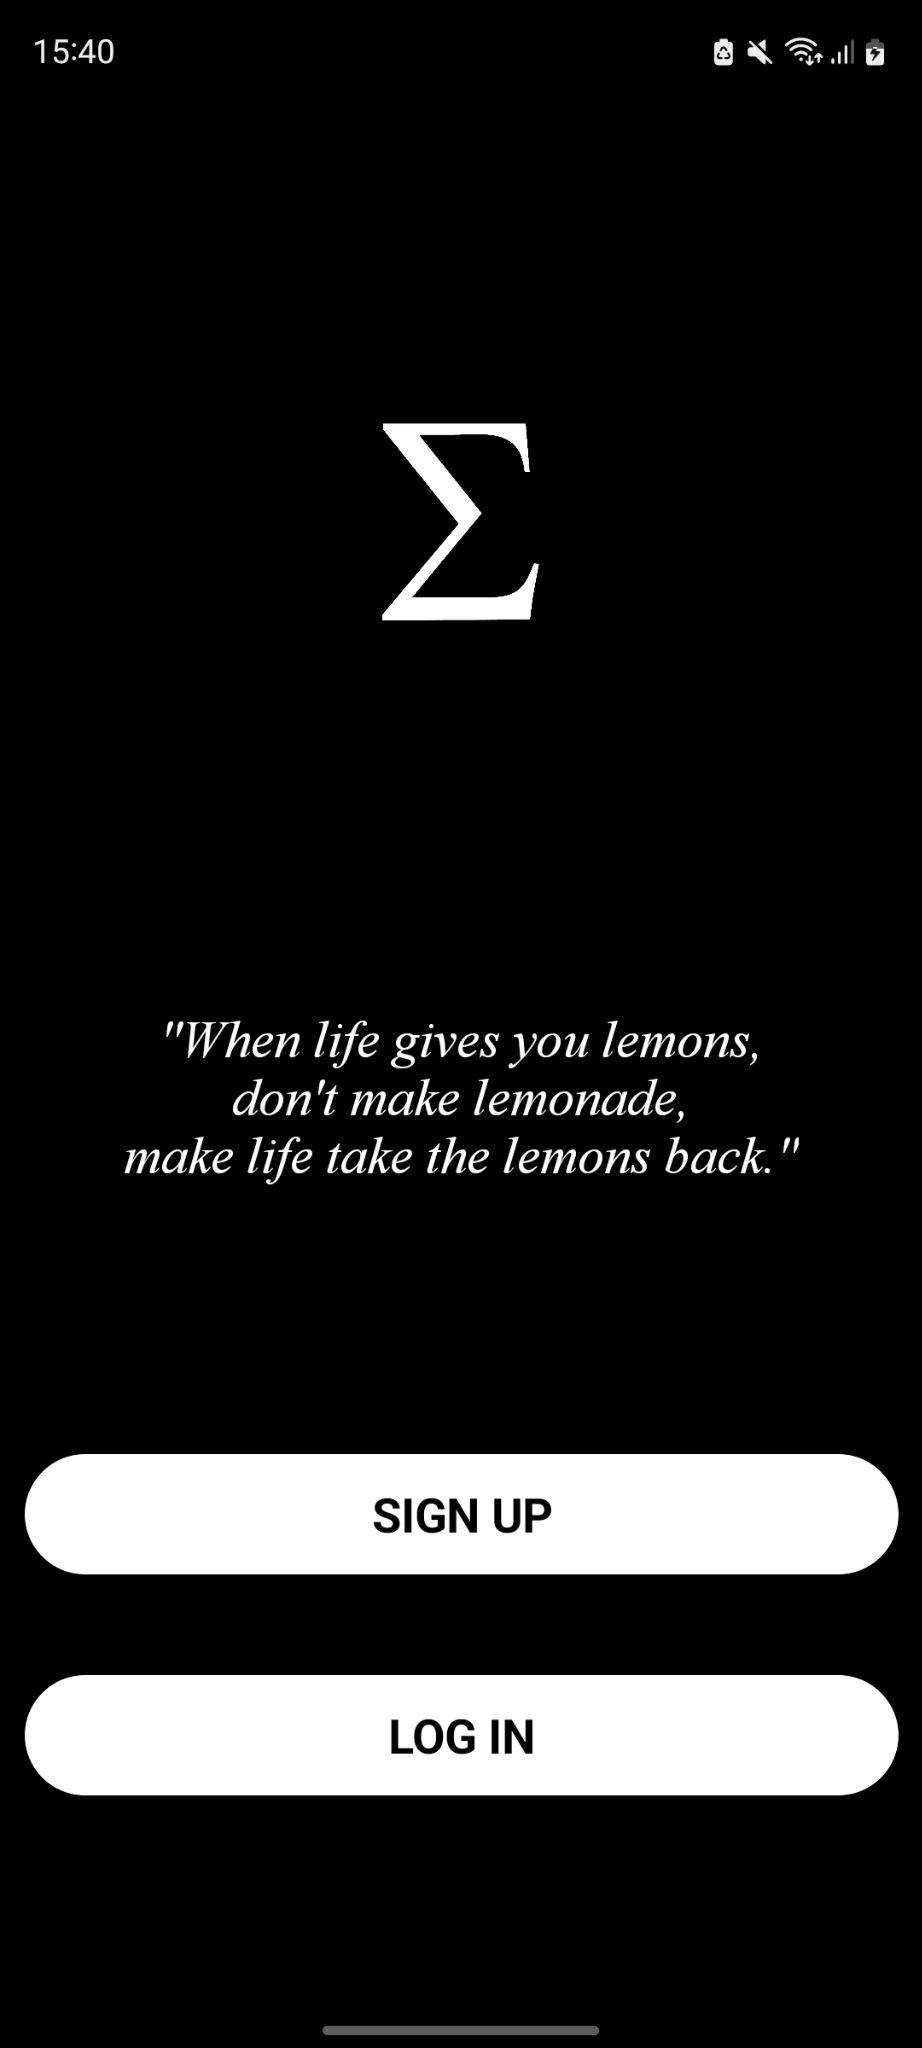 15:40
Σ
"When life gives you lemons,
don't make lemonade,
make life take the lemons back."
SIGN UP
LOG IN